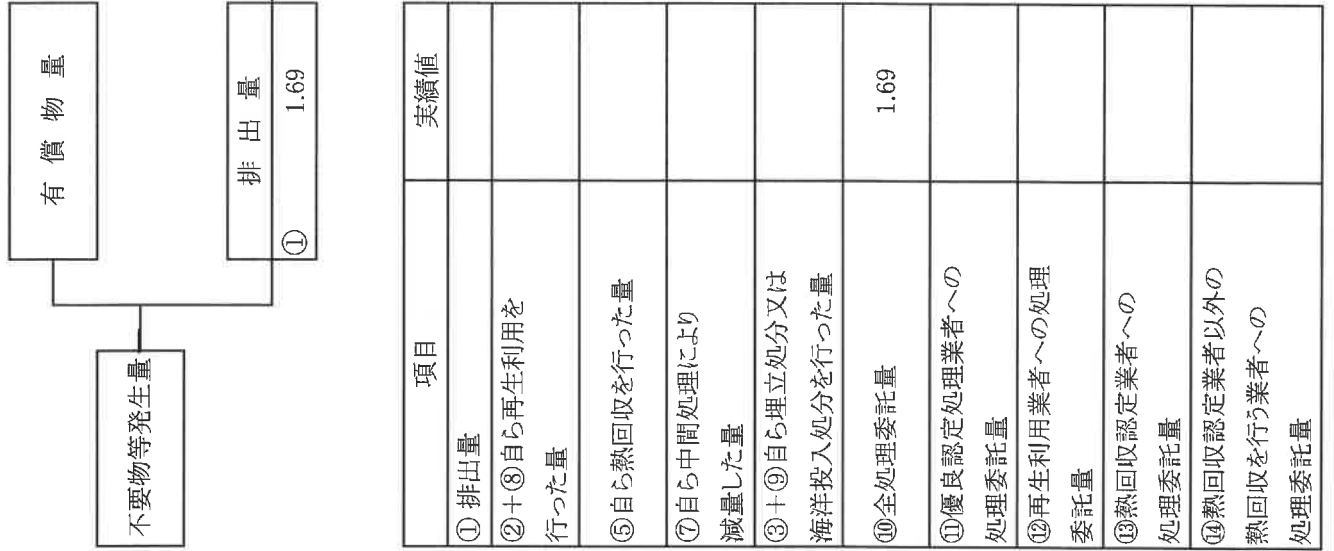 有償物量
不要物等発生量
排出量
① 1.69
項目 実績値
①排出量
②＋⑧自ら再生利用を
行った量
⑤自ら熱回収を行った量
⑦自ら中間処理により
減量した量
③＋⑨自ら埋立処分又は
海洋投入処分を行った量
⑩全処理委託量 1.69
⑪優良認定処理業者への
処理委託量
⑫再生利用業者への処理
委託量
⑬熱回収認定業者への
処理委託量
⑭熱回収認定業者以外の
熱回収を行う業者への
処理委託量